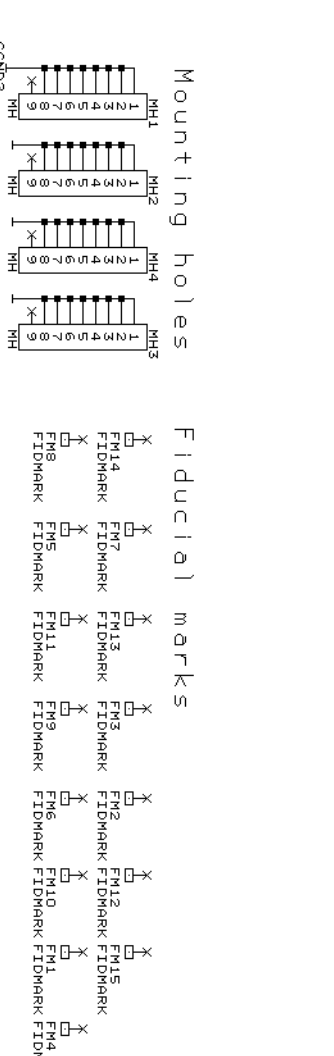 Mounting holes
MH1 MH2 MH4 MH3
1 1 1 1
2 2 2 2
3 3 3 3
4 4 4 4
5 5 5 5
6 6 6 6
7 7 7 7
8 8 8 8
9 9 9 9
MH MH MH MH
Fiducial marks
FM14 FM7 FM13 FM3 FM2 FM12 FM15
FIDMARK FIDMARK FIDMARK FIDMARK FIDMARK FIDMARK FIDMARK
FM8 FM5 FM11 FM9 FM6 FM10 FM1 FM4
FIDMARK FIDMARK FIDMARK FIDMARK FIDMARK FIDMARK FIDMARK